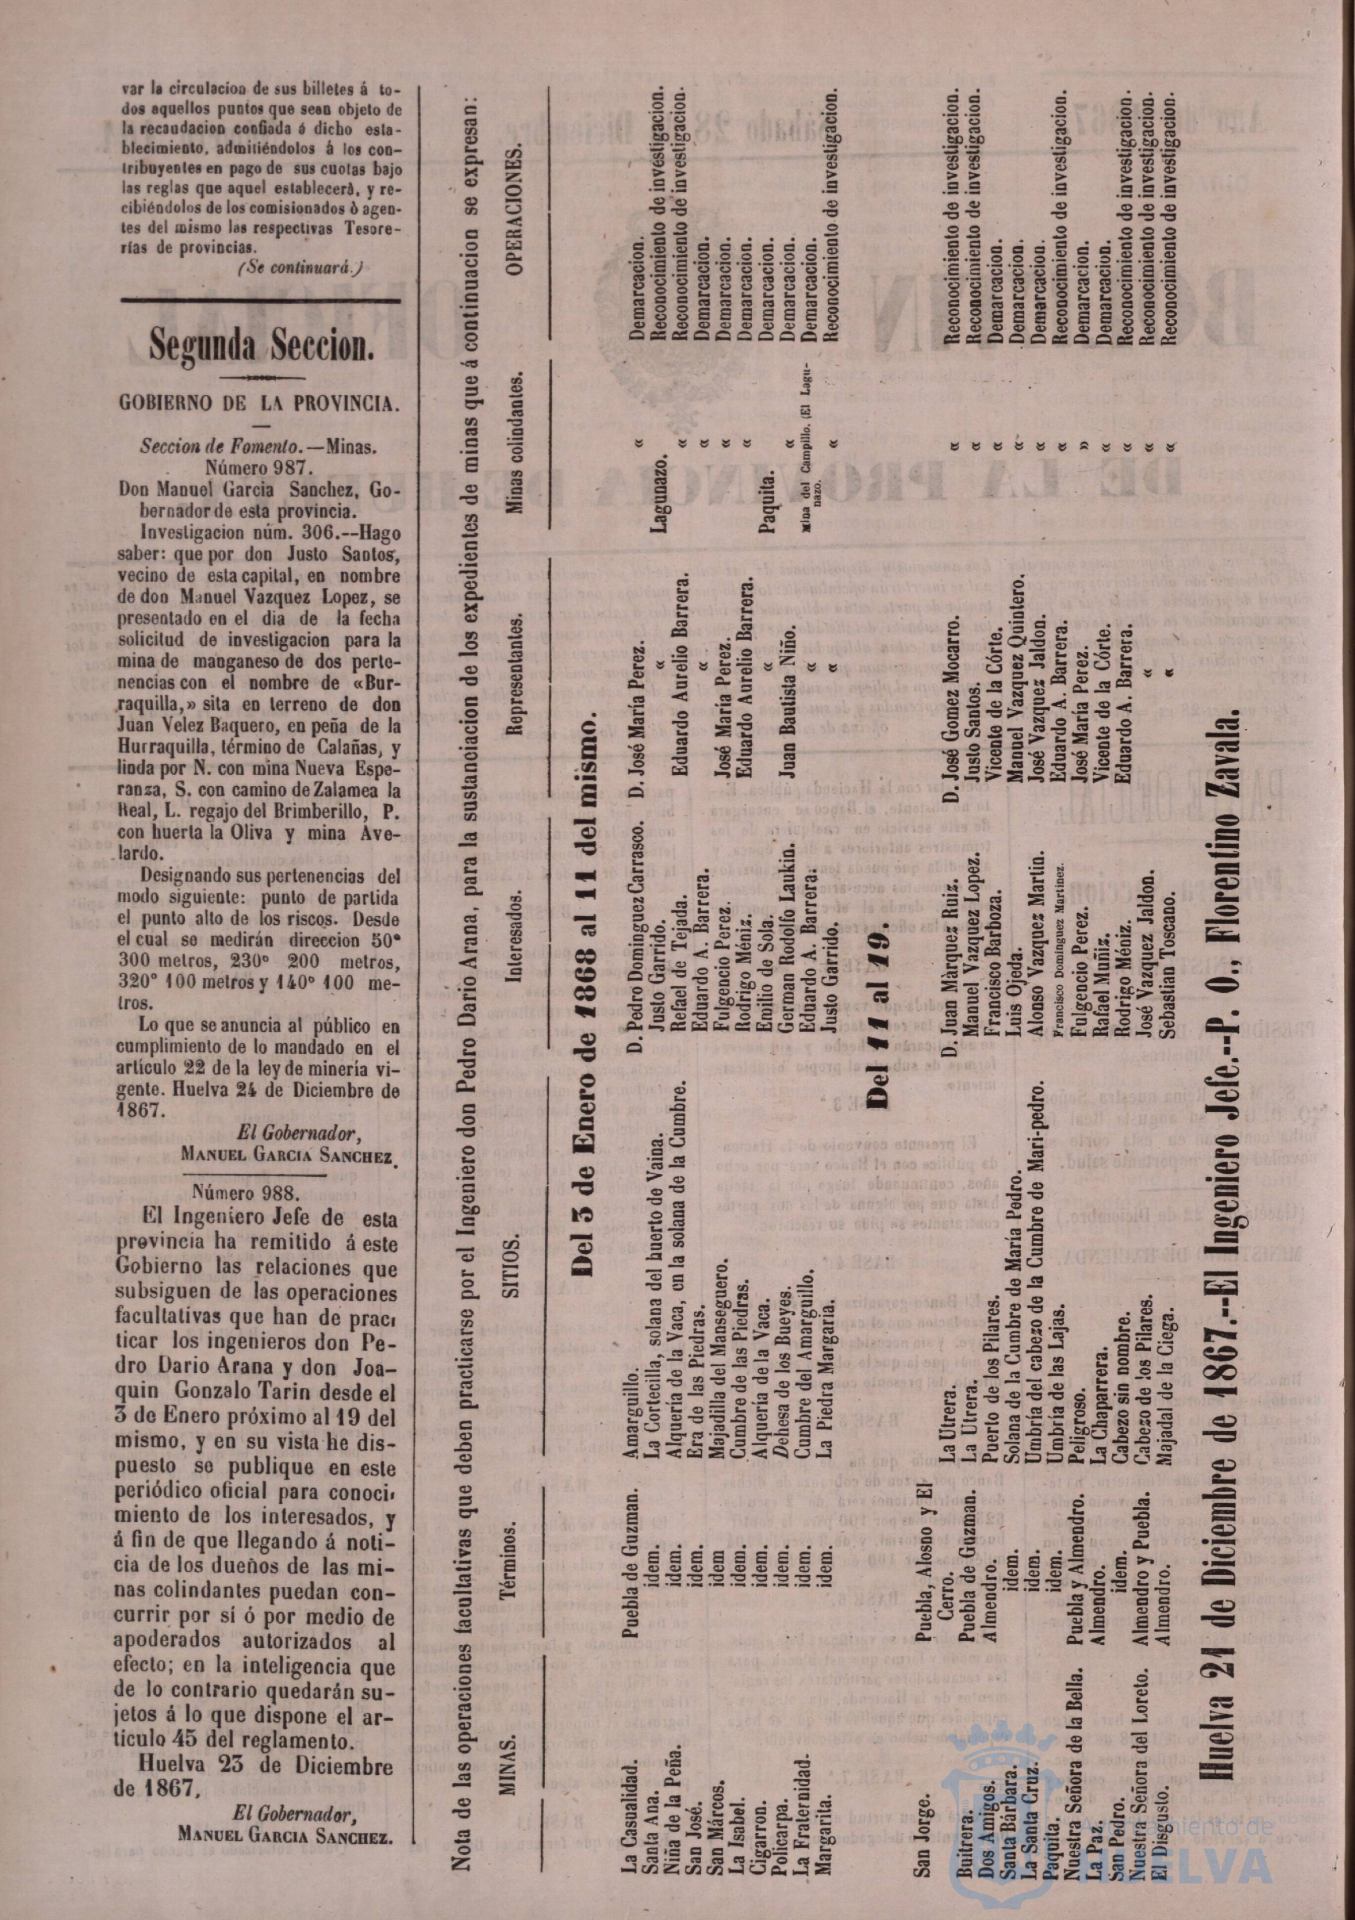 var la circulacion de sus billetes á to-
dos aquellos puntos que sean objeto de
la recaudacion confiada á dicho esta-
blecimiento, admitiéndolos á los con-
tribuyentes en pago de sus cuotas bajo
las reglas que aquel establecerà, y re-
cibiéndolos de los comisionados ò agen-
tes del mismo las respectivas Tesore-
rías de provincias.
(Se continuará.)
Segunda Seccion.
GOBIERNO DE LA PROVINCIA.
Seccion de Fomento.—Minas.
Número 987.
Don Manuel Garcia Sanchez, Go-
bernador de esta provincia.
Investigacion núm. 306.--Hago
saber: que por don Justo Santos,
vecino de esta capital, en nombre
de don Manuel Vazquez Lopez, se
presentado en el dia de la fecha
solicitud de investigacion para la
mina de manganeso de dos perte-
nencias con el nombre de «Bur-
raquilla,» sita en terreno de don
Juan Velez Baquero, en peña de la
Hurraquilla, término de Calañas, y
linda por N. con mina Nueva Espe-
ranza, S. con camino de Zalamea la
Real, L. regajo del Brimberillo, P.
con huerta la Oliva y mina Ave-
lardo.
Designando sus pertenencias del
modo siguiente: punto de partida
el punto alto de los riscos. Desde
el cual se medirán direccion 50°
300 metros, 230° 200 metros,
320° 100 metros y 140° 100 me-
tros.
Lo que se anuncia al público en
cumplimiento de lo mandado en el
artículo 22 de la ley de mineria vi-
gente. Huelva 24 de Diciembre de
1867.
El Gobernador,
MANUEL GARCIA SANCHEZ.
Número 988.
El Ingeniero Jefe de esta
provincia ha remitido á este
Gobierno las relaciones que
subsiguen de las operaciones
facultativas que han de prac-
ticar los ingenieros don Pe-
dro Dario Arana y don Joa-
quin Gonzalo Tarin desde el
3 de Enero próximo al 19 del
mismo, y en su vista he dis-
puesto se publique en este
periódico oficial para conoci-
miento de los interesados, y
á fin de que llegando á noti-
cia de los dueños de las mi-
nas colindantes puedan con-
currir por sí ó por medio de
apoderados autorizados al
efecto; en la inteligencia que
de lo contrario quedarán su-
jetos á lo que dispone el ar-
ticulo 45 del reglamento.
Huelva 23 de Diciembre
de 1867.
El Gobernador,
MANUEL GARCIA SANCHEZ.
Nota de las operaciones facultativas que deben practicarse por el Ingeniero don Pedro Dario Arana, para la sustanciacion de los expedientes de minas que á continuacion se expresan:
MINAS. Términos. SITIOS. Interesados. Representantes. Minas colindantes. OPERACIONES.
Del 3 de Enero de 1868 al 11 del mismo.
La Casualidad. Puebla de Guzman. Amarguillo. D. Pedro Dominguez Carrasco. D. José María Perez. « Demarcacion.
Santa Ana. idem. La Cortecilla, solana del huerto de Vaina. Justo Garrido. « Lagunazo. Reconocimiento de investigacion.
Niña de la Peña. idem. Alquería de la Vaca, en la solana de la Cumbre. Refael de Tejada. Eduardo Aurelio Barrera. « Reconocimiento de investigacion.
San José. idem. Era de las Piedras. Eduardo A. Barrera. « « Demarcacion.
San Márcos. idem Majadilla del Manseguero. Fulgencio Perez. José María Perez. « Demarcacion.
La Isabel. idem. Cumbre de las Piedras. Rodrigo Méniz. Eduardo Aurelio Barrera. « Demarcacion.
Cigarron. idem. Alquería de la Vaca. Emilio de Sola. « Paquita. Demarcacion.
Policarpa. idem. Dehesa de los Bueyes. German Rodolfo Laukin. Juan Bautista Niño. « Demarcacion.
La Fraternidad. idem. Cumbre del Amarguillo. Eduardo A. Barrera. « Mina del Campillo. (El Lagu-nazo. Demarcacion.
Margarita. idem. La Piedra Margaria. Justo Garrido. « « Reconocimiento de investigacion.
Del 11 al 19.
San Jorge. Puebla, Alosno y El
Cerro. La Utrera. D. Juan Màrquez Ruiz. D. José Gomez Mocarro. « Reconocimiento de investigacion.
Buitrera. Puebla de Guzman. La Utrera. Manuel Vazquez Lopez. Justo Santos. « Reconocimiento de investigacion.
Dos Amigos. Almendro. Puerto de los Pilares. Francisco Barboza. Vicente de la Córte. « Demarcacion.
Santa Bárbara. idem. Solana de la Cumbre de María Pedro. Luis Ojeda. Manuel Vazquez Quintero. « Demarcacion.
La Santa Cruz. idem. Umbría del cabezo de la Cumbre de Mari-pedro. Alonso Vazquez Martin. José Vazquez Jaldon. « Demarcacion.
Paquita. idem. Umbría de las Lajas. Francisco Dominguez Martinez. Eduardo A. Barrera. « Reconocimiento de investigacion.
Nuestra Señora de la Bella. Puebla y Almendro. Peligroso. Fulgencio Perez. José María Perez. » Demarcacion.
La Paz. Almendro. La Chaparrera. Rafael Muñiz. Vicente de la Córte. « Demarcacion.
San Pedro. idem. Cabezo sin nombre. Rodrigo Méniz. Eduardo A. Barrera. « Reconocimiento de investigacion.
Nuestra Señora del Loreto. Almendro y Puebla. Cabezo de los Pilares. José Vazquez Jaldon. « « Reconocimiento de investigacion.
El Disgusto. Almendro. Majadal de la Ciega. Sebastian Toscano. « « Reconocimiento de investigacion.
Huelva 21 de Diciembre de 1867.--El Ingeniero Jefe.--P. O., Florentino Zavala.
Ayuntamiento de
HUELVA